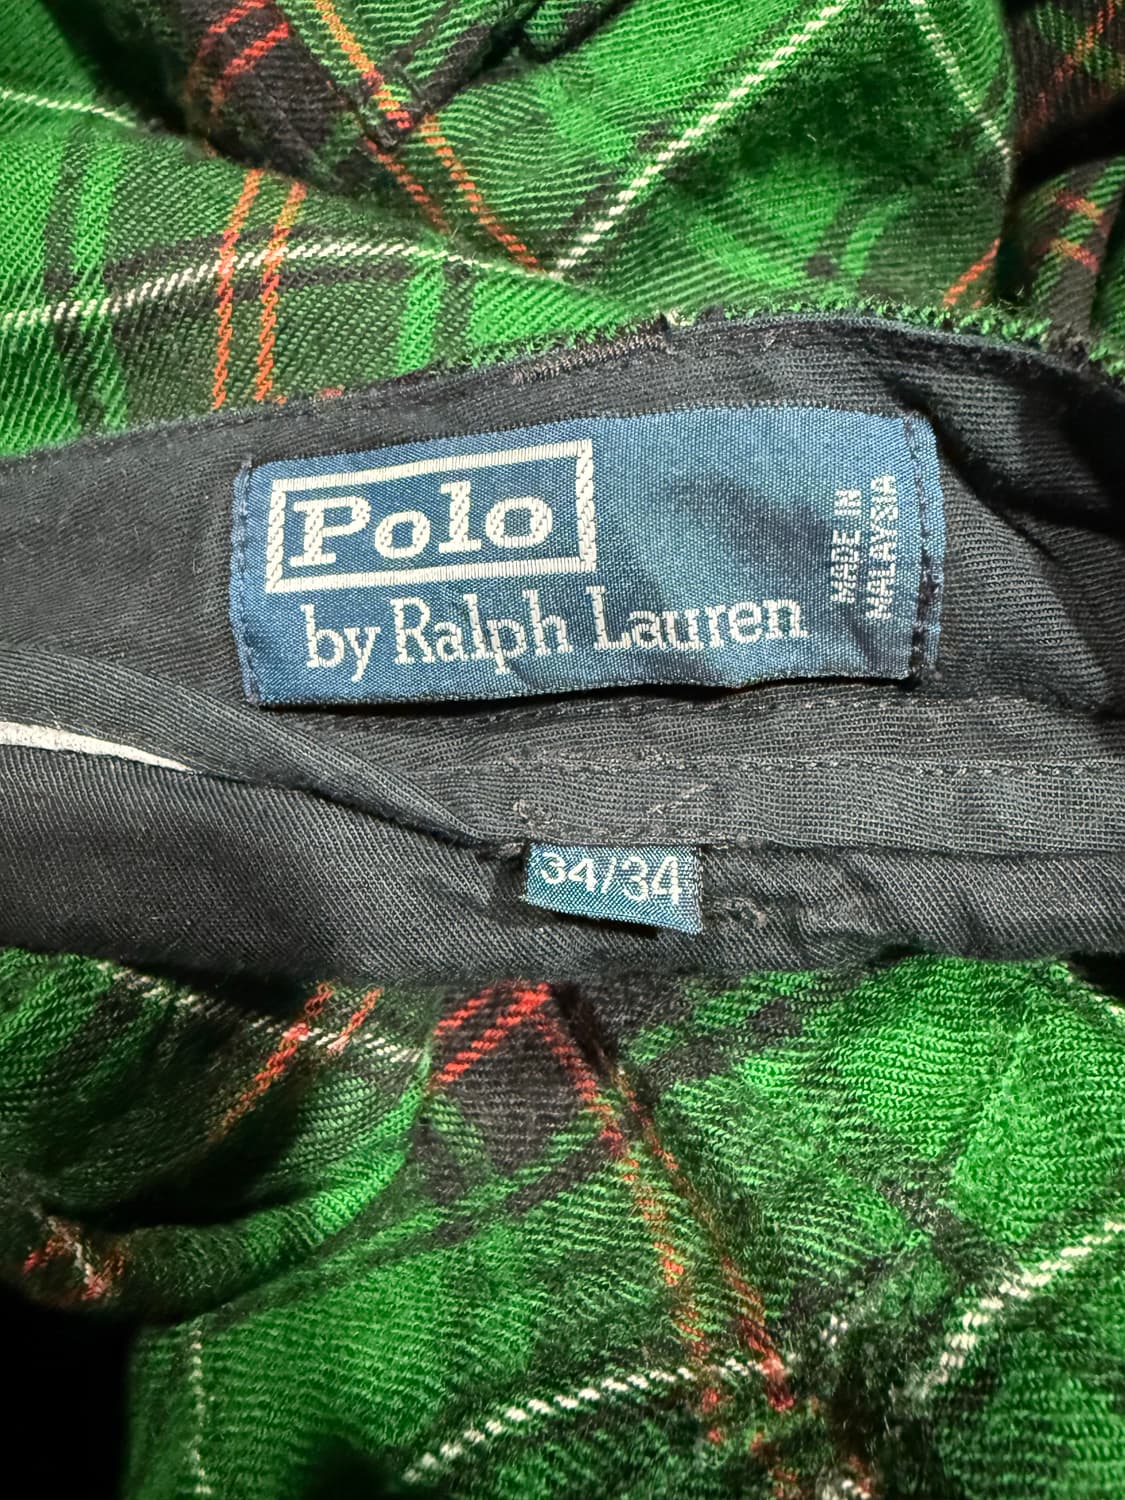 Polo
by Ralph Lauren
MADE IN
MALAYSIA
34/34